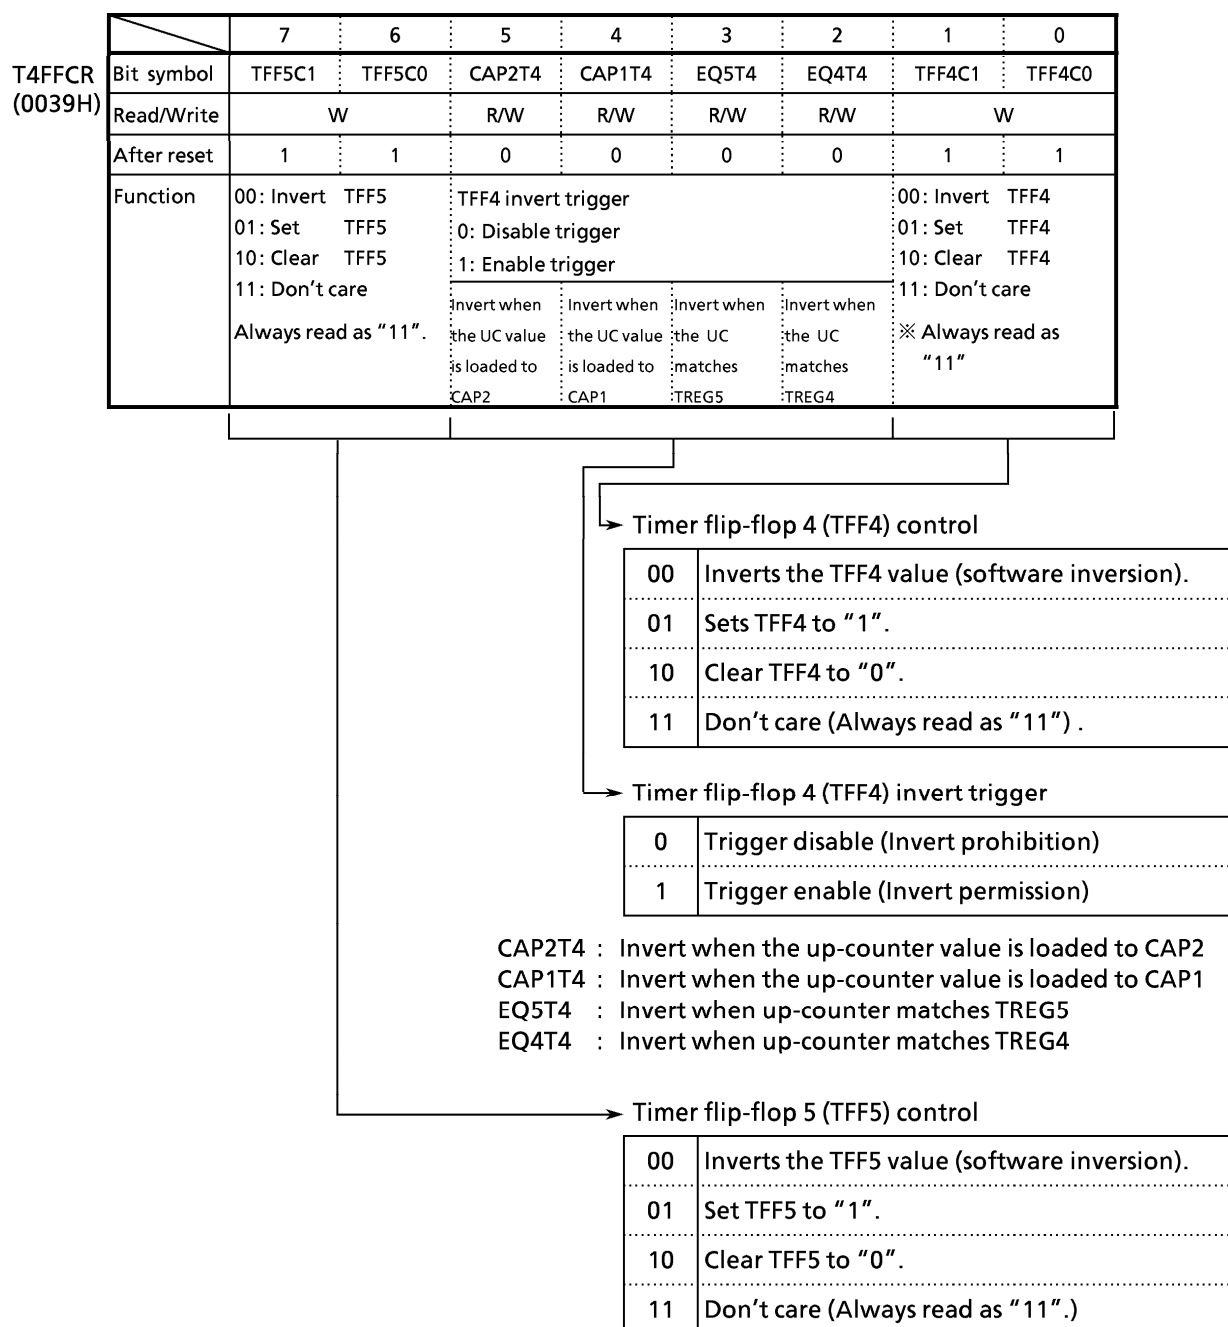 7 6 5 4 3 2 1 0
T4FFCR
(0039H)
Bit symbol TFF5C1 TFF5C0 CAP2T4 CAP1T4 EQ5T4 EQ4T4 TFF4C1 TFF4C0
Read/Write W R/W R/W R/W R/W W
After reset 1 1 0 0 0 0 1 1
Function
00: Invert TFF5
01: Set TFF5
10: Clear TFF5
11: Don't care
Always read as “11”.
TFF4 invert trigger
0: Disable trigger
1: Enable trigger
Invert when
the UC value
is loaded to
CAP2
Invert when
the UC value
is loaded to
CAP1
Invert when
the UC
matches
TREG5
Invert when
the UC
matches
TREG4
00: Invert TFF4
01: Set TFF4
10: Clear TFF4
11: Don't care
※ Always read as
“11”
Timer flip-flop 4 (TFF4) control
00 Inverts the TFF4 value (software inversion).
01 Sets TFF4 to “1”.
10 Clear TFF4 to “0”.
11 Don't care (Always read as “11”) .
Timer flip-flop 4 (TFF4) invert trigger
0 Trigger disable (Invert prohibition)
1 Trigger enable (Invert permission)
CAP2T4 : Invert when the up-counter value is loaded to CAP2
CAP1T4 : Invert when the up-counter value is loaded to CAP1
EQ5T4 : Invert when up-counter matches TREG5
EQ4T4 : Invert when up-counter matches TREG4
Timer flip-flop 5 (TFF5) control
00 Inverts the TFF5 value (software inversion).
01 Set TFF5 to “1”.
10 Clear TFF5 to “0”.
11 Don't care (Always read as “11”.)